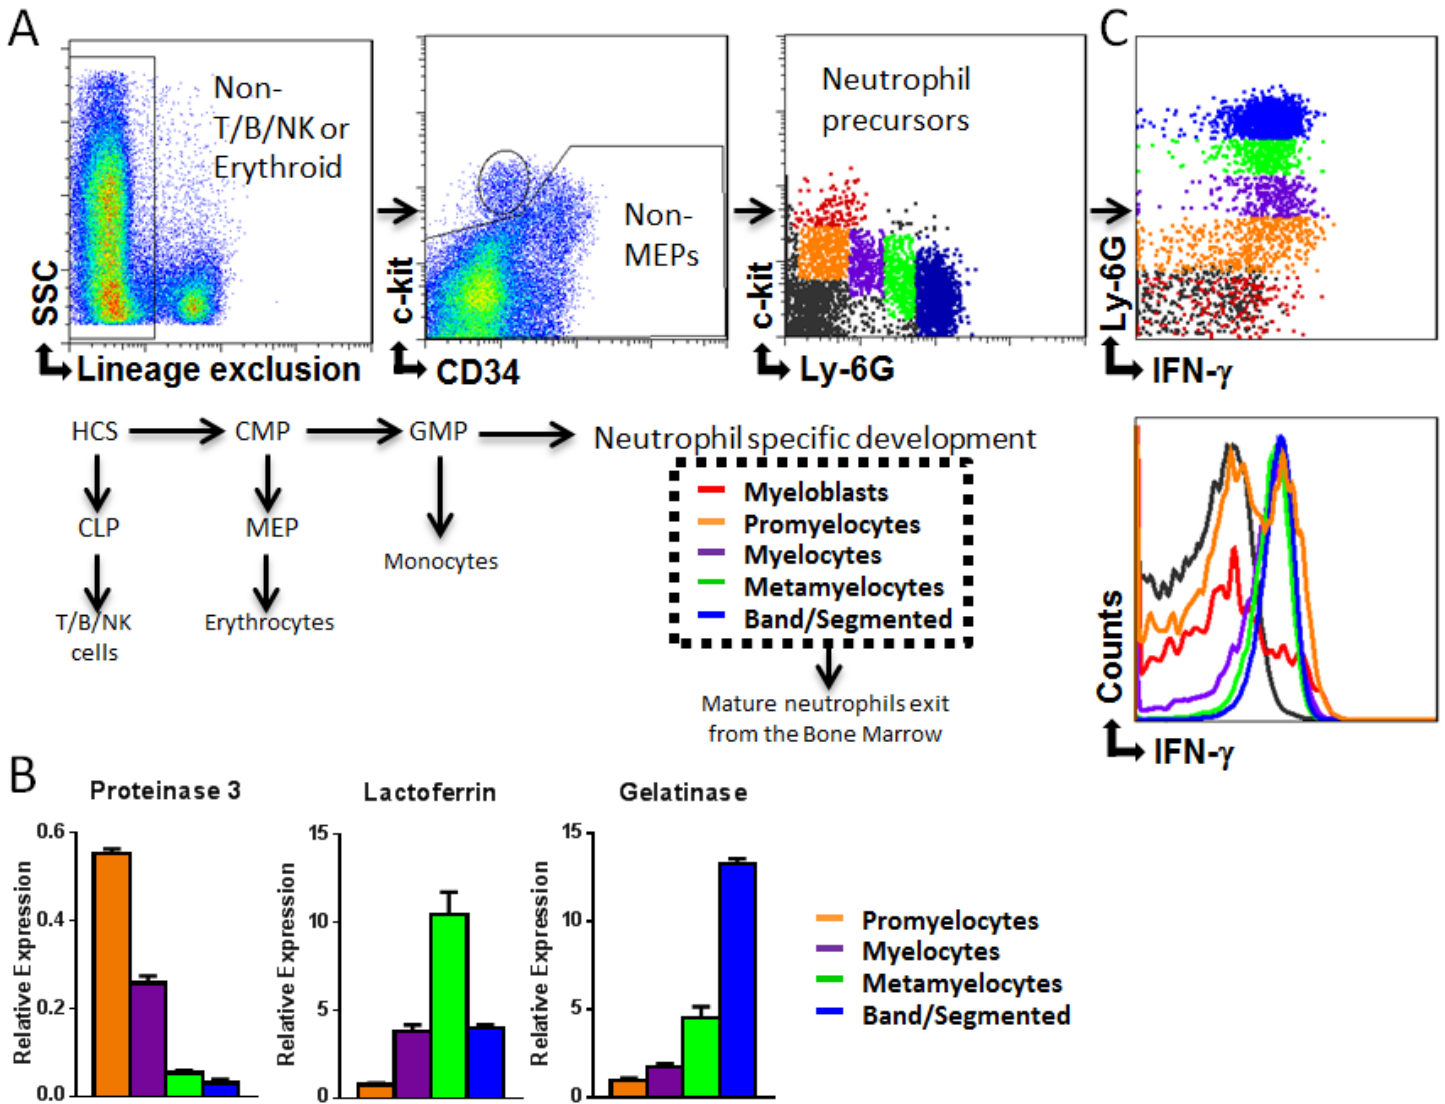 A
Non-
T/B/NK or
Erythroid
SSC
Lineage exclusion
Non-
MEPs
c-kit
CD34
Neutrophil
precursors
c-kit
Ly-6G
C
Ly-6G
IFN-γ
HCS
CMP
GMP
Neutrophil specific development
CLP
MEP
Monocytes
T/B/NK
cells
Erythrocytes
Myeloblasts
Promyelocytes
Myelocytes
Metamyelocytes
Band/Segmented
Mature neutrophils exit
from the Bone Marrow
Counts
IFN-γ
B
Proteinase 3
Relative Expression
0.6
0.4
0.2
0.0
Lactoferrin
Relative Expression
15
10
5
0
Gelatinase
Relative Expression
15
10
5
0
Promyelocytes
Myelocytes
Metamyelocytes
Band/Segmented